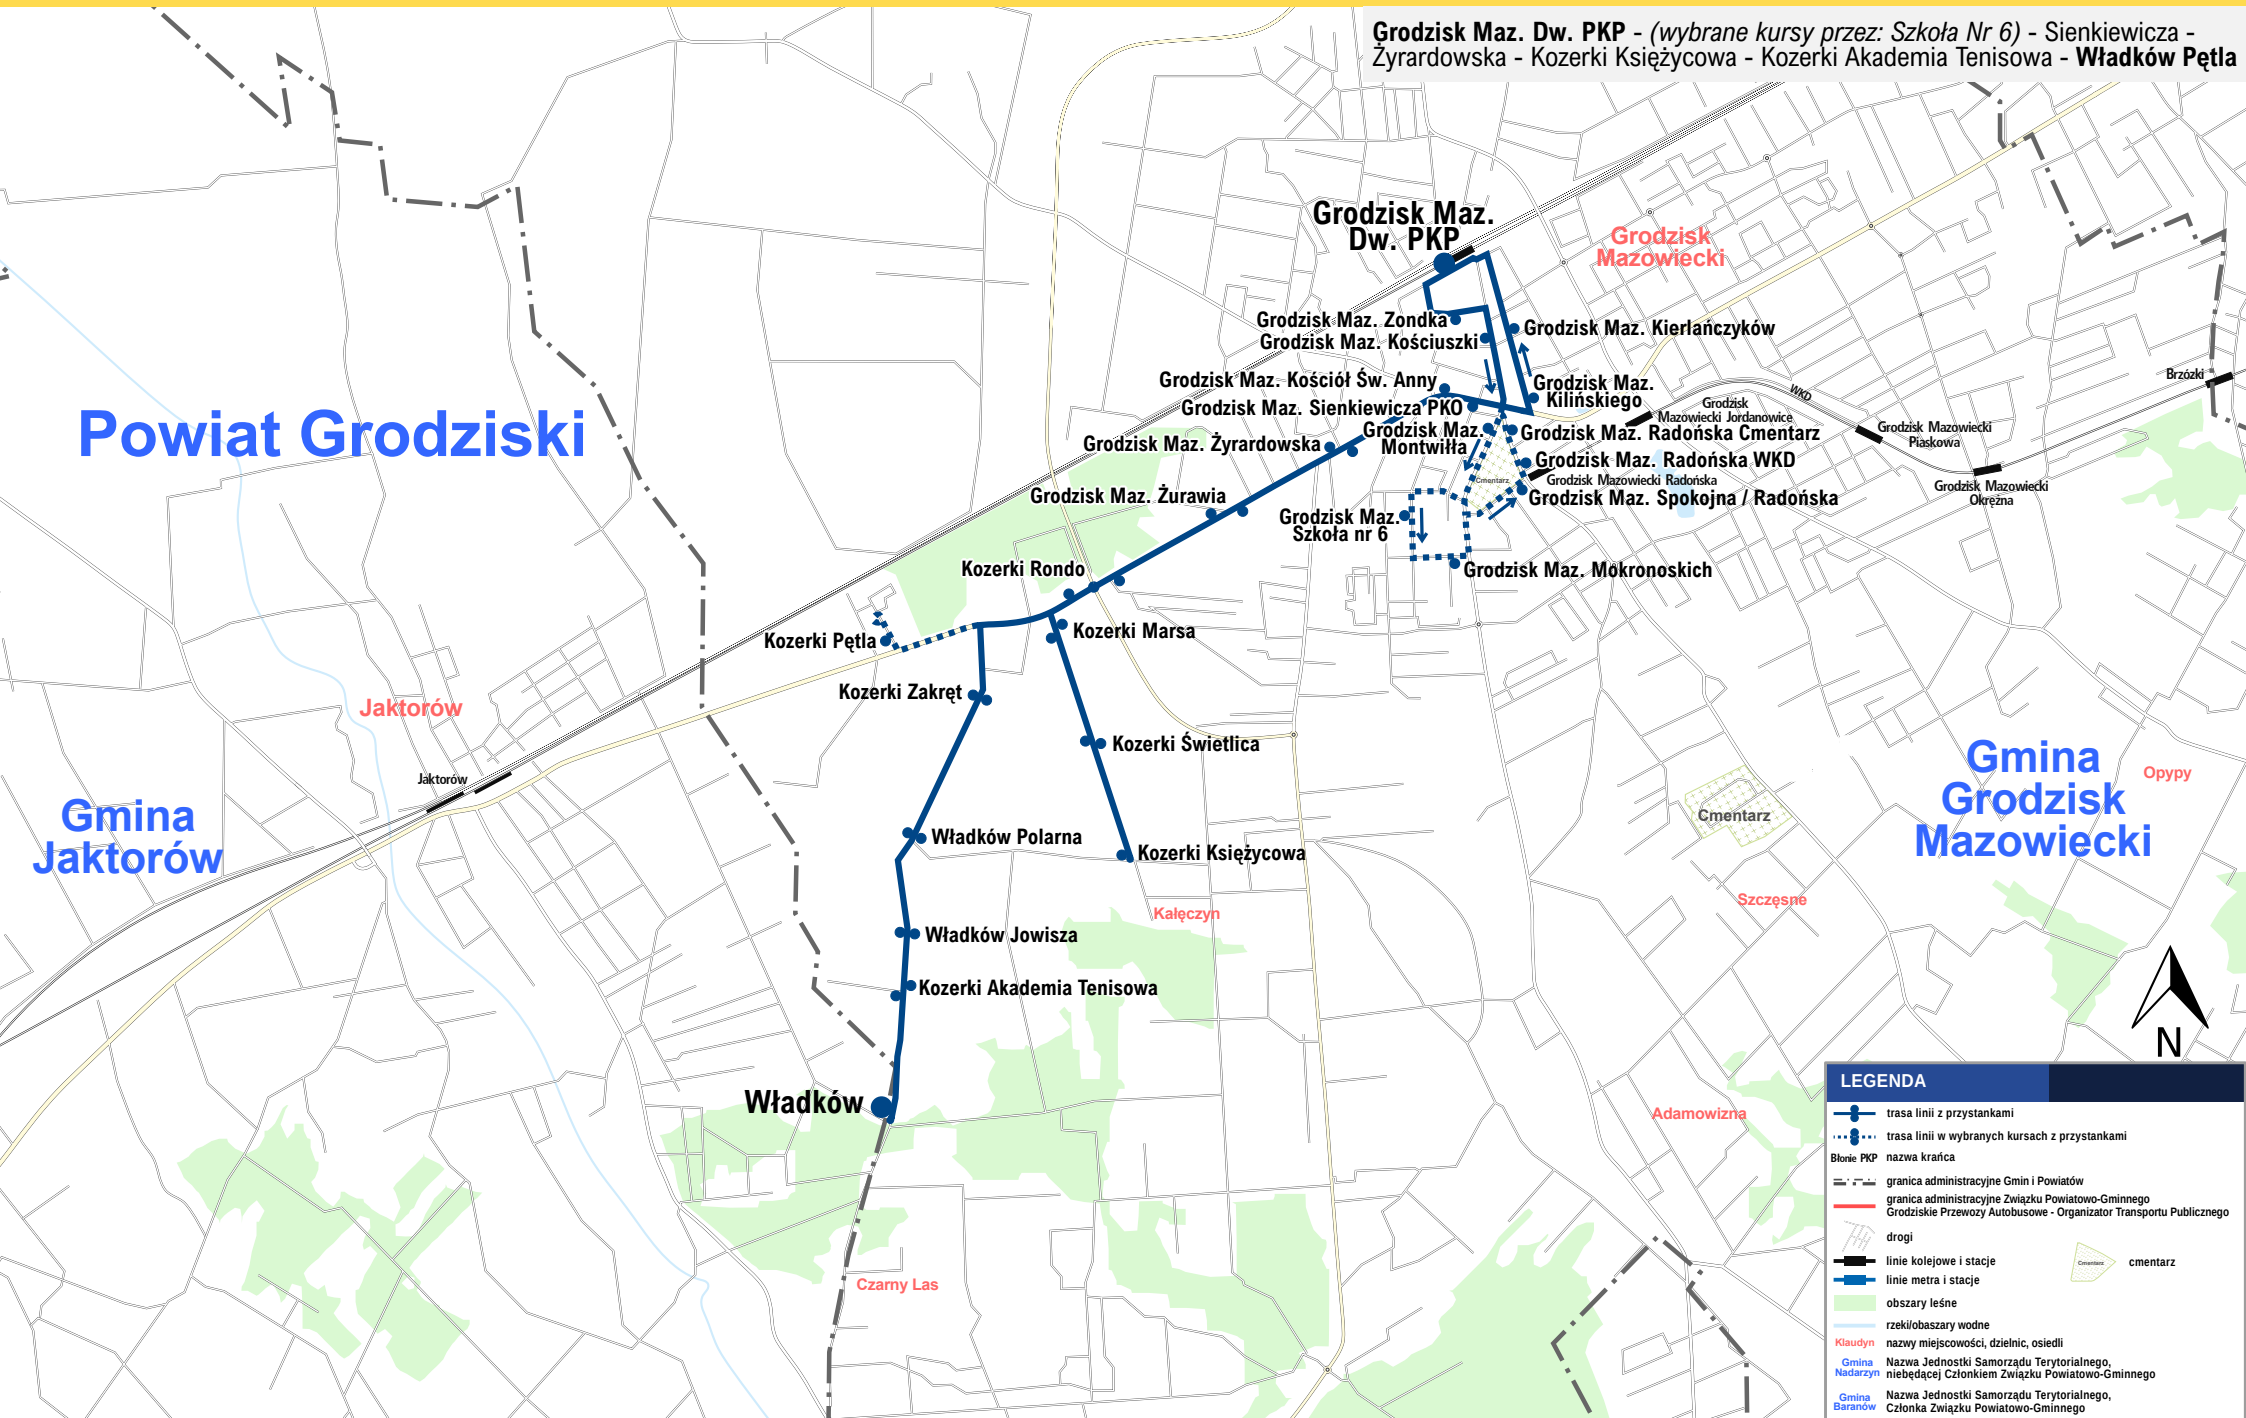 Grodzisk Maz. Dw. PKP - (wybrane kursy przez: Szkoła Nr 6) - Sienkiewicza -
Żyrardowska - Kozerki Księżycowa - Kozerki Akademia Tenisowa - Władków Pętla
Grodzisk Maz.
Dw. PKP
Grodzisk
Mazowiecki
Grodzisk Maz. Zondka
Grodzisk Maz. Kierlańczyków
Grodzisk Maz. Kościuszki
Grodzisk Maz. Kościół Św. Anny
Grodzisk Maz.
Kilińskiego
Grodzisk Maz. Sienkiewicza PKO
Grodzisk
Mazowiecki Jordanowice
WKD
Brzózki
Grodzisk Maz.
Montwiłła
Grodzisk Maz. Radońska Cmentarz
Grodzisk Mazowiecki
Piaskowa
Grodzisk Maz. Żyrardowska
Grodzisk Maz. Radońska WKD
Cmentarz
Grodzisk Mazowiecki Radońska
Grodzisk Mazowiecki
Okrężna
Grodzisk Maz. Żurawia
Grodzisk Maz. Spokojna / Radońska
Grodzisk Maz.
Szkoła nr 6
Grodzisk Maz. Mokronoskich
Powiat Grodziski
Kozerki Rondo
Kozerki Marsa
Kozerki Pętla
Kozerki Zakręt
Jaktorów
Kozerki Świetlica
Jaktorów
Gmina
Jaktorów
Gmina
Grodzisk
Mazowiecki
Opypy
Cmentarz
Władków Polarna
Kozerki Księżycowa
Szczęsne
Kałęczyn
Władków Jowisza
Kozerki Akademia Tenisowa
N
Władków
Adamowizna
Czarny Las
LEGENDA
trasa linii z przystankami
trasa linii w wybranych kursach z przystankami
Błonie PKP nazwa krańca
granica administracyjne Gmin i Powiatów
granica administracyjne Związku Powiatowo-Gminnego
Grodziskie Przewozy Autobusowe - Organizator Transportu Publicznego
drogi
linie kolejowe i stacje
Cmentarz cmentarz
linie metra i stacje
obszary leśne
rzeki/obaszary wodne
Klaudyn nazwy miejscowości, dzielnic, osiedli
Gmina Nazwa Jednostki Samorządu Terytorialnego,
Nadarzyn niebędącej Członkiem Związku Powiatowo-Gminnego
Gmina Nazwa Jednostki Samorządu Terytorialnego,
Baranów Członka Związku Powiatowo-Gminnego